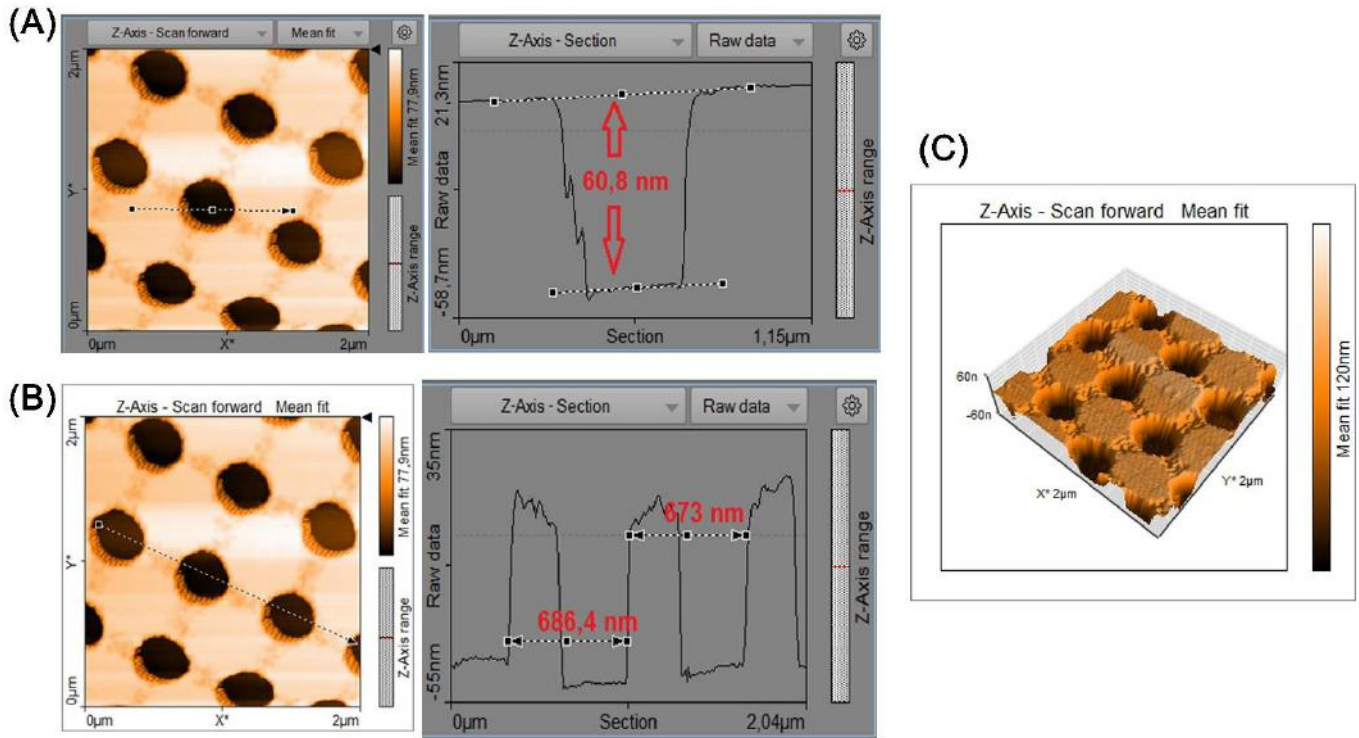 (A)
Z-Axis - Scan forward
Mean fit
2µm
Y*
0µm
0µm
X*
2µm
Mean fit 77,9nm
Z-Axis range
Z-Axis - Section
Raw data
21,3nm
Raw data
-58,7nm
60,8 nm
0µm
Section
1,15µm
Z-Axis range
(B)
Z-Axis - Scan forward Mean fit
2µm
Y*
0µm
0µm
X*
2µm
Mean fit 77,9nm
Z-Axis range
Z-Axis - Section
Raw data
35nm
Raw data
-55nm
673 nm
686,4 nm
0µm
Section
2,04µm
Z-Axis range
(C)
Z-Axis - Scan forward Mean fit
60n
-60n
X* 2µm
Y* 2µm
Mean fit 120nm